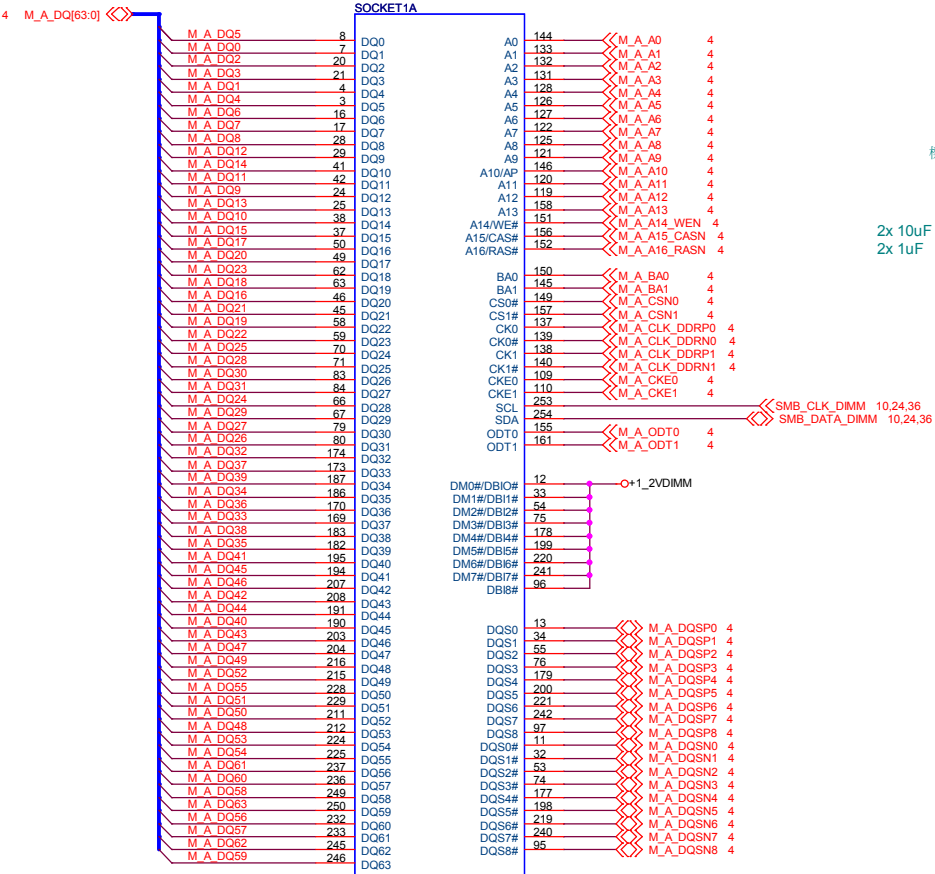 SOCKET1A
4 M_A_DQ[63:0]
M_A_DQ5 8 DQ0
M_A_DQ0 7 DQ1
M_A_DQ2 20 DQ2
M_A_DQ3 21 DQ3
M_A_DQ1 4 DQ4
M_A_DQ4 3 DQ5
M_A_DQ6 16 DQ6
M_A_DQ7 17 DQ7
M_A_DQ8 28 DQ8
M_A_DQ12 29 DQ9
M_A_DQ14 41 DQ10
M_A_DQ11 42 DQ11
M_A_DQ9 24 DQ12
M_A_DQ13 25 DQ13
M_A_DQ10 38 DQ14
M_A_DQ15 37 DQ15
M_A_DQ17 50 DQ16
M_A_DQ20 49 DQ17
M_A_DQ23 62 DQ18
M_A_DQ18 63 DQ19
M_A_DQ16 46 DQ20
M_A_DQ21 45 DQ21
M_A_DQ19 58 DQ22
M_A_DQ22 59 DQ23
M_A_DQ25 70 DQ24
M_A_DQ28 71 DQ25
M_A_DQ30 83 DQ26
M_A_DQ31 84 DQ27
M_A_DQ24 66 DQ28
M_A_DQ29 67 DQ29
M_A_DQ27 79 DQ30
M_A_DQ26 80 DQ31
M_A_DQ32 174 DQ32
M_A_DQ37 173 DQ33
M_A_DQ39 187 DQ34
M_A_DQ34 186 DQ35
M_A_DQ36 170 DQ36
M_A_DQ33 169 DQ37
M_A_DQ38 183 DQ38
M_A_DQ35 182 DQ39
M_A_DQ41 195 DQ40
M_A_DQ45 194 DQ41
M_A_DQ46 207 DQ42
M_A_DQ42 208 DQ43
M_A_DQ44 191 DQ44
M_A_DQ40 190 DQ45
M_A_DQ43 203 DQ46
M_A_DQ47 204 DQ47
M_A_DQ49 216 DQ48
M_A_DQ52 215 DQ49
M_A_DQ55 228 DQ50
M_A_DQ51 229 DQ51
M_A_DQ50 211 DQ52
M_A_DQ48 212 DQ53
M_A_DQ53 224 DQ54
M_A_DQ54 225 DQ55
M_A_DQ61 237 DQ56
M_A_DQ60 236 DQ57
M_A_DQ58 249 DQ58
M_A_DQ63 250 DQ59
M_A_DQ56 232 DQ60
M_A_DQ57 233 DQ61
M_A_DQ62 245 DQ62
M_A_DQ59 246 DQ63
A0 144 M_A_A0 4
A1 133 M_A_A1 4
A2 132 M_A_A2 4
A3 131 M_A_A3 4
A4 128 M_A_A4 4
A5 126 M_A_A5 4
A6 127 M_A_A6 4
A7 122 M_A_A7 4
A8 125 M_A_A8 4
A9 121 M_A_A9 4
A10/AP 146 M_A_A10 4
A11 120 M_A_A11 4
A12 119 M_A_A12 4
A13 158 M_A_A13 4
A14/WE# 151 M_A_A14_WEN 4
A15/CAS# 156 M_A_A15_CASN 4
A16/RAS# 152 M_A_A16_RASN 4
BA0 150 M_A_BA0 4
BA1 145 M_A_BA1 4
CS0# 149 M_A_CSN0 4
CS1# 157 M_A_CSN1 4
CK0 137 M_A_CLK_DDRP0 4
CK0# 139 M_A_CLK_DDRN0 4
CK1 138 M_A_CLK_DDRP1 4
CK1# 140 M_A_CLK_DDRN1 4
CKE0 109 M_A_CKE0 4
CKE1 110 M_A_CKE1 4
SCL 253 SMB_CLK_DIMM 10,24,36
SDA 254 SMB_DATA_DIMM 10,24,36
ODT0 155 M_A_ODT0 4
ODT1 161 M_A_ODT1 4
DM0#/DBIO# 12 +1_2VDIMM
DM1#/DBI1# 33
DM2#/DBI2# 54
DM3#/DBI3# 75
DM4#/DBI4# 178
DM5#/DBI5# 199
DM6#/DBI6# 220
DM7#/DBI7# 241
DBI8# 96
DQS0 13 M_A_DQSP0 4
DQS1 34 M_A_DQSP1 4
DQS2 55 M_A_DQSP2 4
DQS3 76 M_A_DQSP3 4
DQS4 179 M_A_DQSP4 4
DQS5 200 M_A_DQSP5 4
DQS6 221 M_A_DQSP6 4
DQS7 242 M_A_DQSP7 4
DQS8 97 M_A_DQSP8 4
DQS0# 11 M_A_DQSN0 4
DQS1# 32 M_A_DQSN1 4
DQS2# 53 M_A_DQSN2 4
DQS3# 74 M_A_DQSN3 4
DQS4# 177 M_A_DQSN4 4
DQS5# 198 M_A_DQSN5 4
DQS6# 219 M_A_DQSN6 4
DQS7# 240 M_A_DQSN7 4
DQS8# 95 M_A_DQSN8 4
2x 10uF
2x 1uF